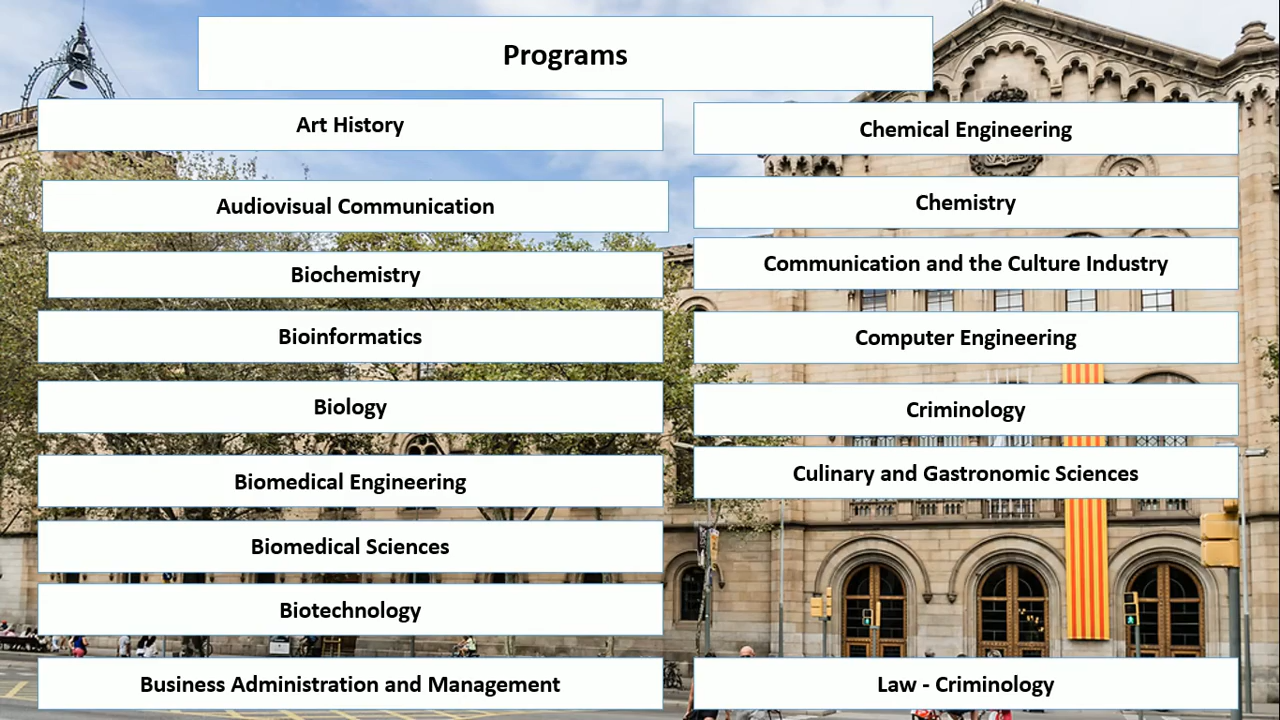 Programs
Art History
Audiovisual Communication
Biochemistry
Bioinformatics
Biology
Biomedical Engineering
Biomedical Sciences
Biotechnology
Business Administration and Management
Chemical Engineering
Chemistry
Communication and the Culture Industry
Computer Engineering
Criminology
Culinary and Gastronomic Sciences
Law - Criminology